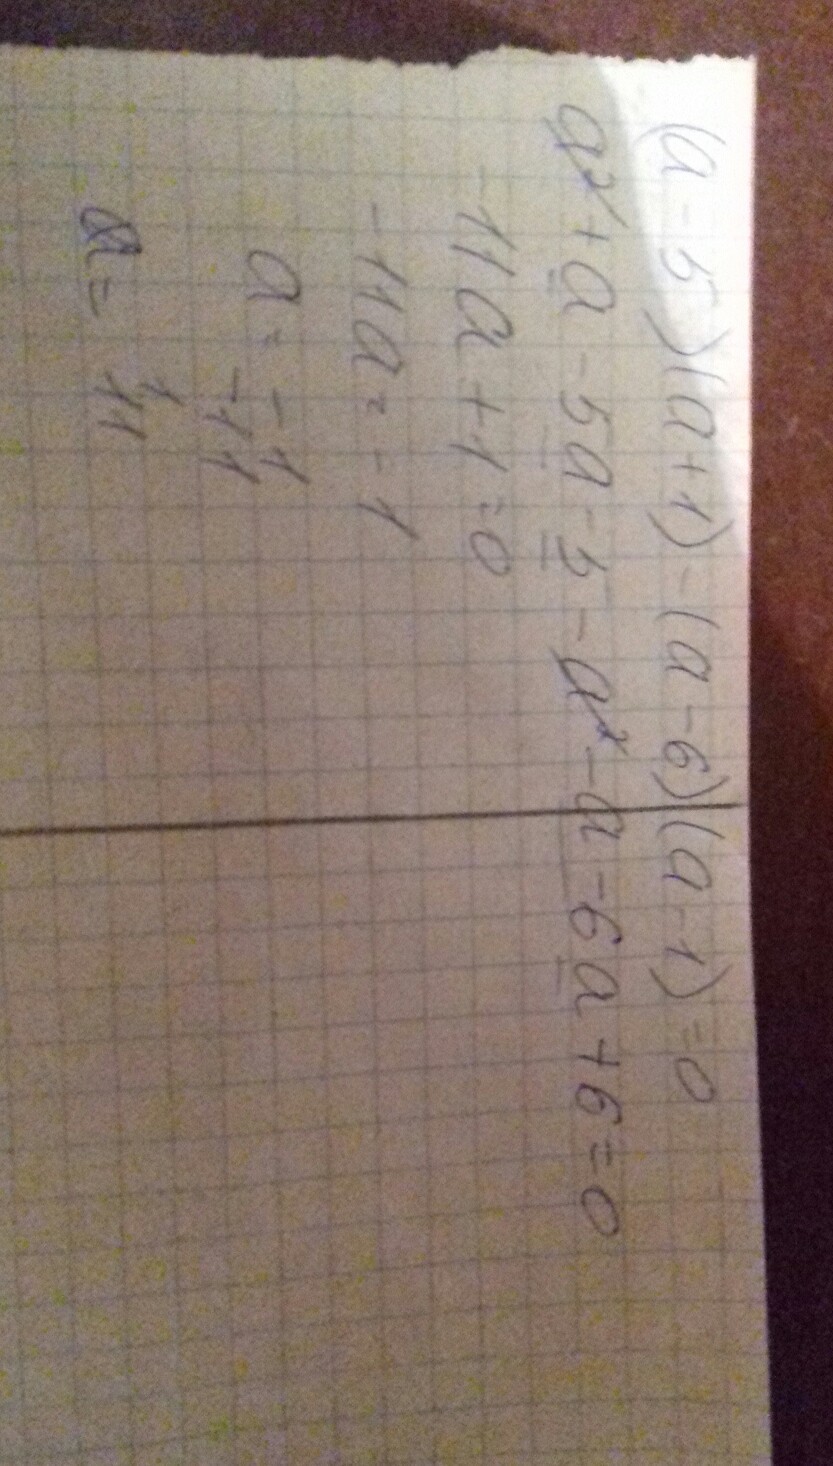 (a-5)(a+1)-(a-6)(a-1)=0
a²+a-5a-5-a²-a-6a+6=0
-11a+1=0
-11a=-1
a=-1/-11
a=1/11